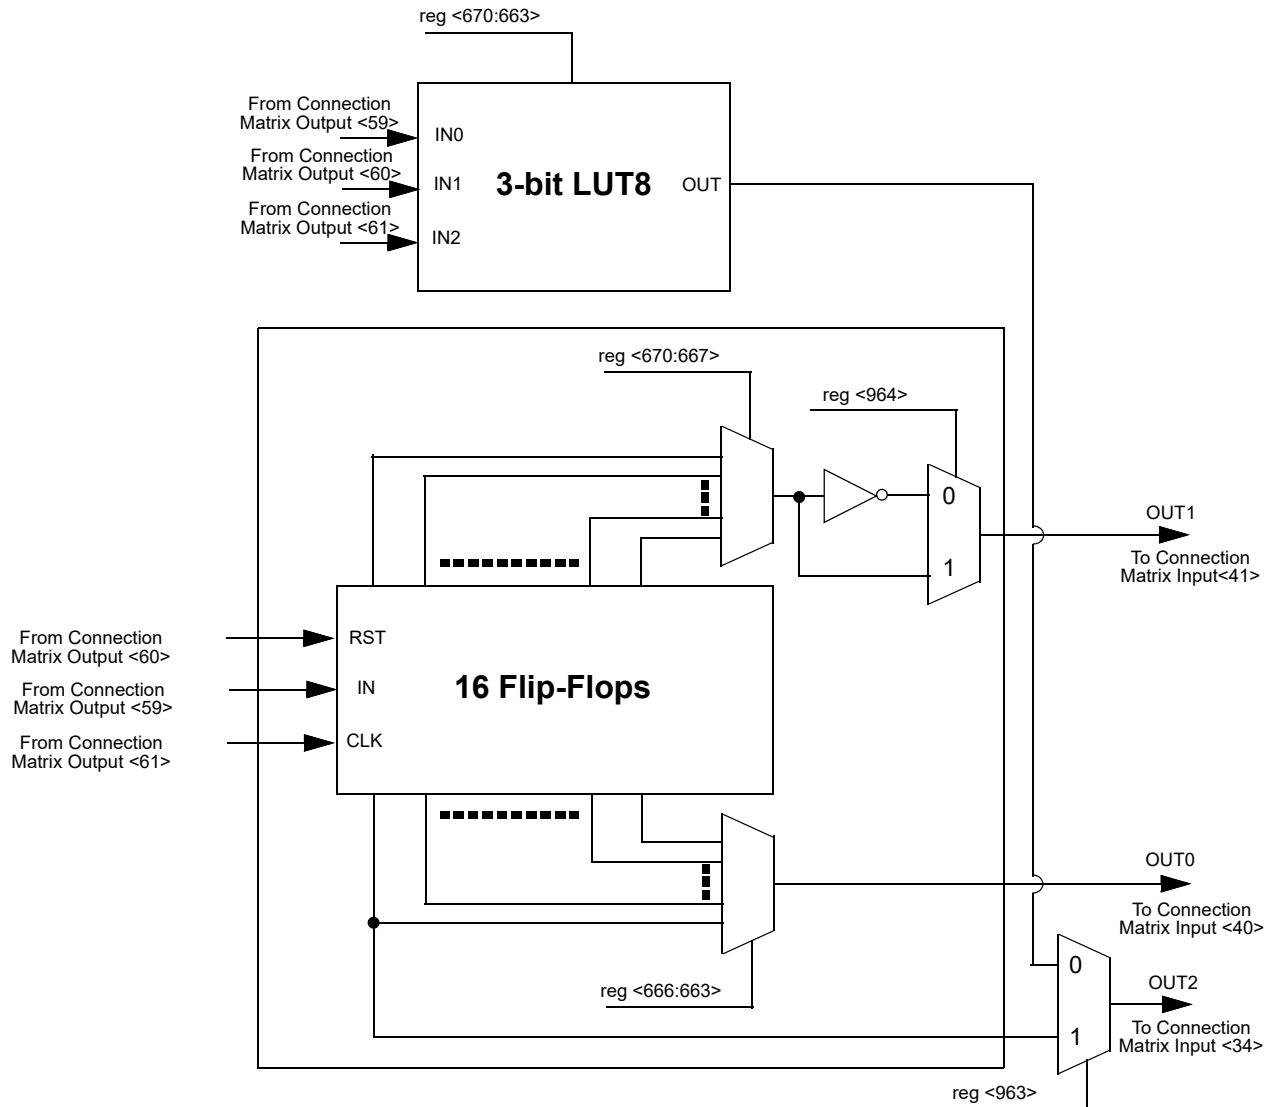 reg <670:663>
From Connection
Matrix Output <59>
IN0
From Connection
Matrix Output <60>
IN1
3-bit LUT8
OUT
From Connection
Matrix Output <61>
IN2
reg <670:667>
reg <964>
0
OUT1
1
To Connection
Matrix Input<41>
From Connection
Matrix Output <60>
RST
From Connection
Matrix Output <59>
IN
16 Flip-Flops
From Connection
Matrix Output <61>
CLK
OUT0
To Connection
Matrix Input <40>
0
reg <666:663>
OUT2
1
To Connection
Matrix Input <34>
reg <963>